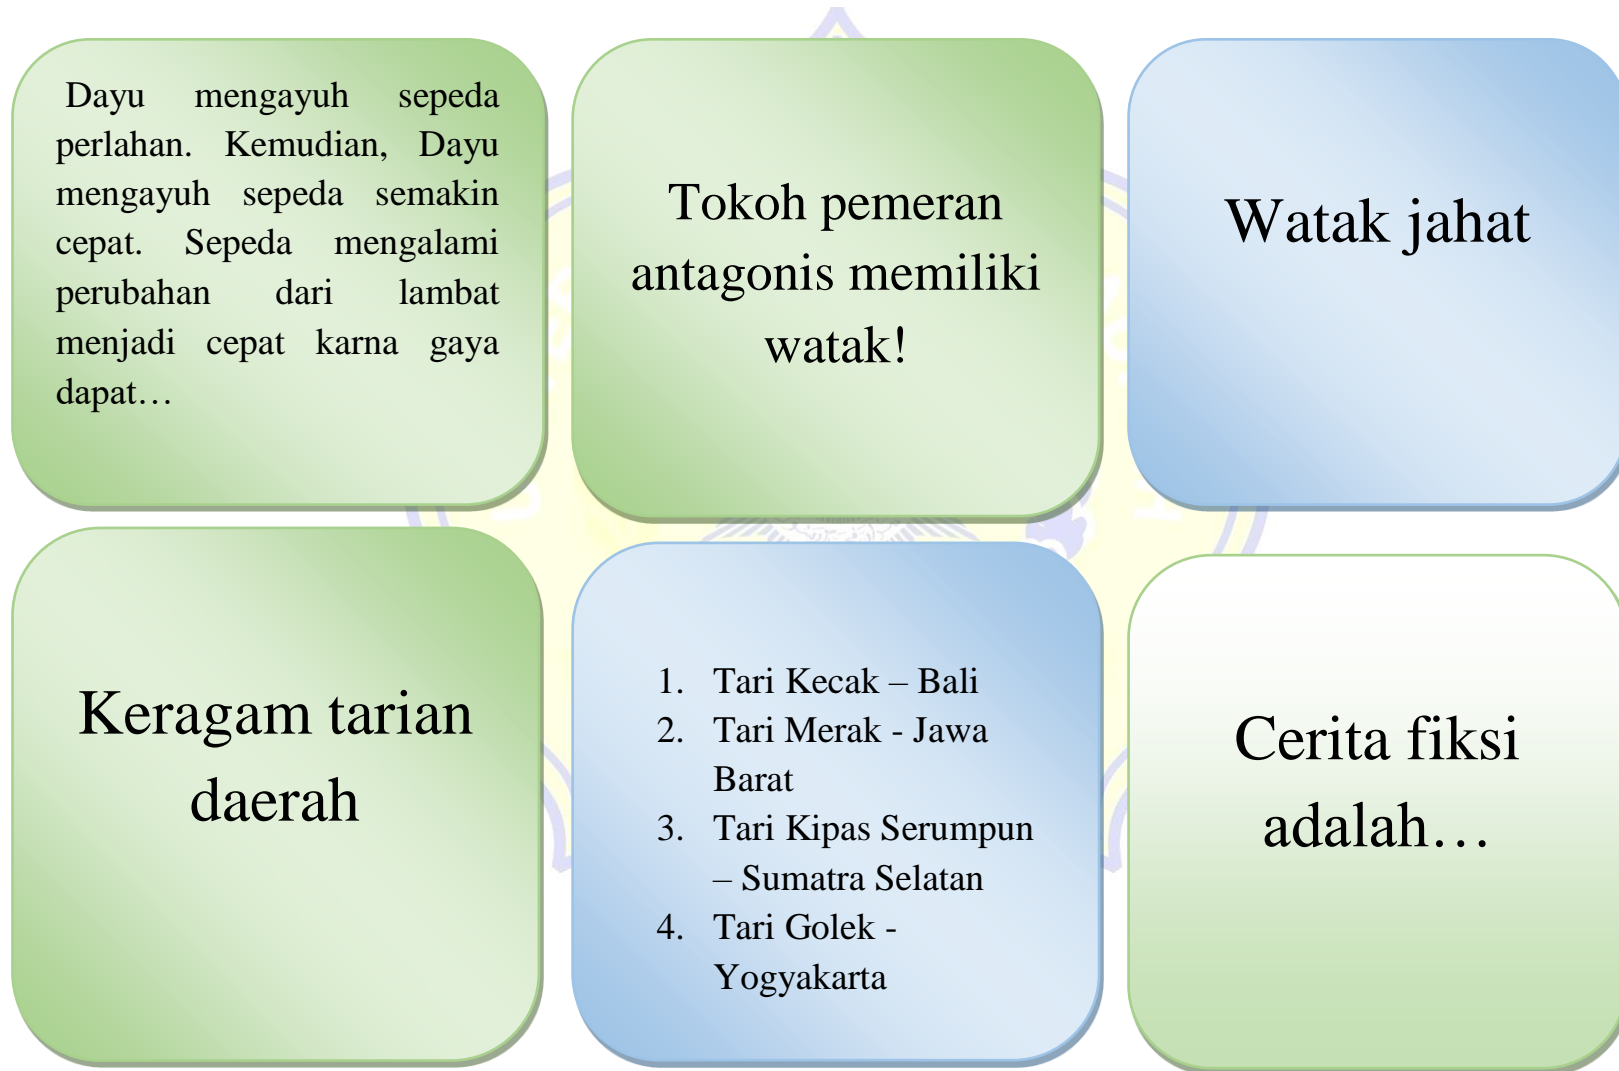 Dayu mengayuh sepeda
perlahan. Kemudian, Dayu
mengayuh sepeda semakin
cepat. Sepeda mengalami
perubahan dari lambat
menjadi cepat karna gaya
dapat…
Tokoh pemeran
antagonis memiliki
watak!
Watak jahat
Keragam tarian
daerah
1. Tari Kecak – Bali
2. Tari Merak - Jawa
Barat
3. Tari Kipas Serumpun
– Sumatra Selatan
4. Tari Golek -
Yogyakarta
Cerita fiksi
adalah…